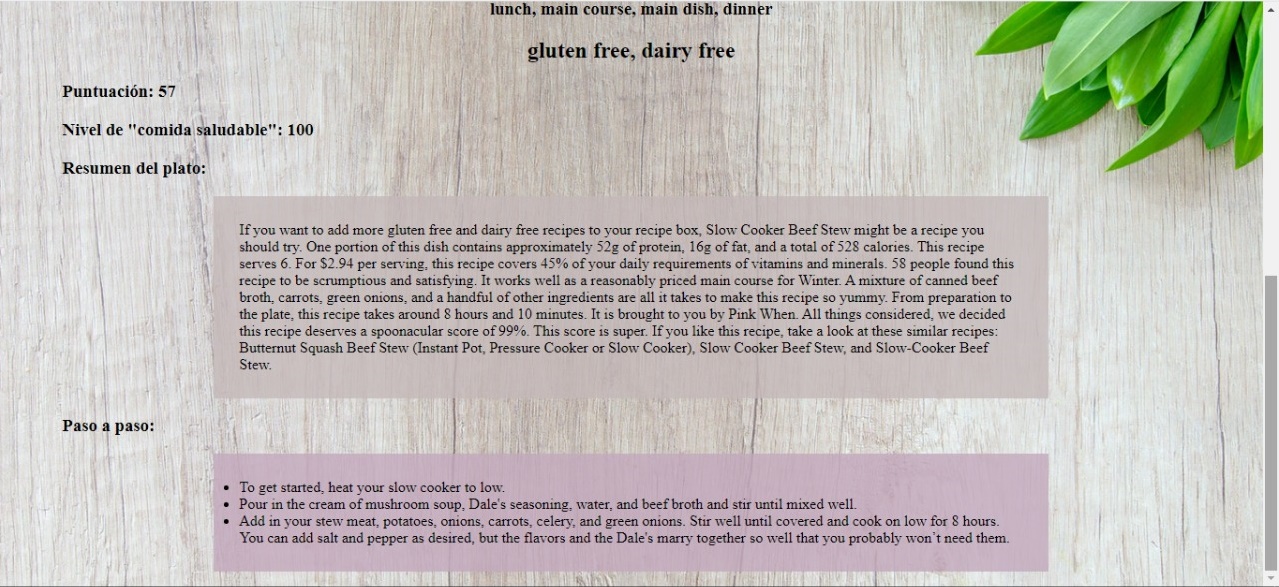 lunch, main course, main dish, dinner
gluten free, dairy free
Puntuación: 57
Nivel de "comida saludable": 100
Resumen del plato:
If you want to add more gluten free and dairy free recipes to your recipe box, Slow Cooker Beef Stew might be a recipe you
should try. One portion of this dish contains approximately 52g of protein, 16g of fat, and a total of 528 calories. This recipe
serves 6. For $2.94 per serving, this recipe covers 45% of your daily requirements of vitamins and minerals. 58 people found this
recipe to be scrumptious and satisfying. It works well as a reasonably priced main course for Winter. A mixture of canned beef
broth, carrots, green onions, and a handful of other ingredients are all it takes to make this recipe so yummy. From preparation to
the plate, this recipe takes around 8 hours and 10 minutes. It is brought to you by Pink When. All things considered, we decided
this recipe deserves a spoonacular score of 99%. This score is super. If you like this recipe, take a look at these similar recipes:
Butternut Squash Beef Stew (Instant Pot, Pressure Cooker or Slow Cooker), Slow Cooker Beef Stew, and Slow-Cooker Beef
Stew.
Paso a paso:
• To get started, heat your slow cooker to low.
• Pour in the cream of mushroom soup, Dale's seasoning, water, and beef broth and stir until mixed well.
• Add in your stew meat, potatoes, onions, carrots, celery, and green onions. Stir well until covered and cook on low for 8 hours.
You can add salt and pepper as desired, but the flavors and the Dale's marry together so well that you probably won’t need them.